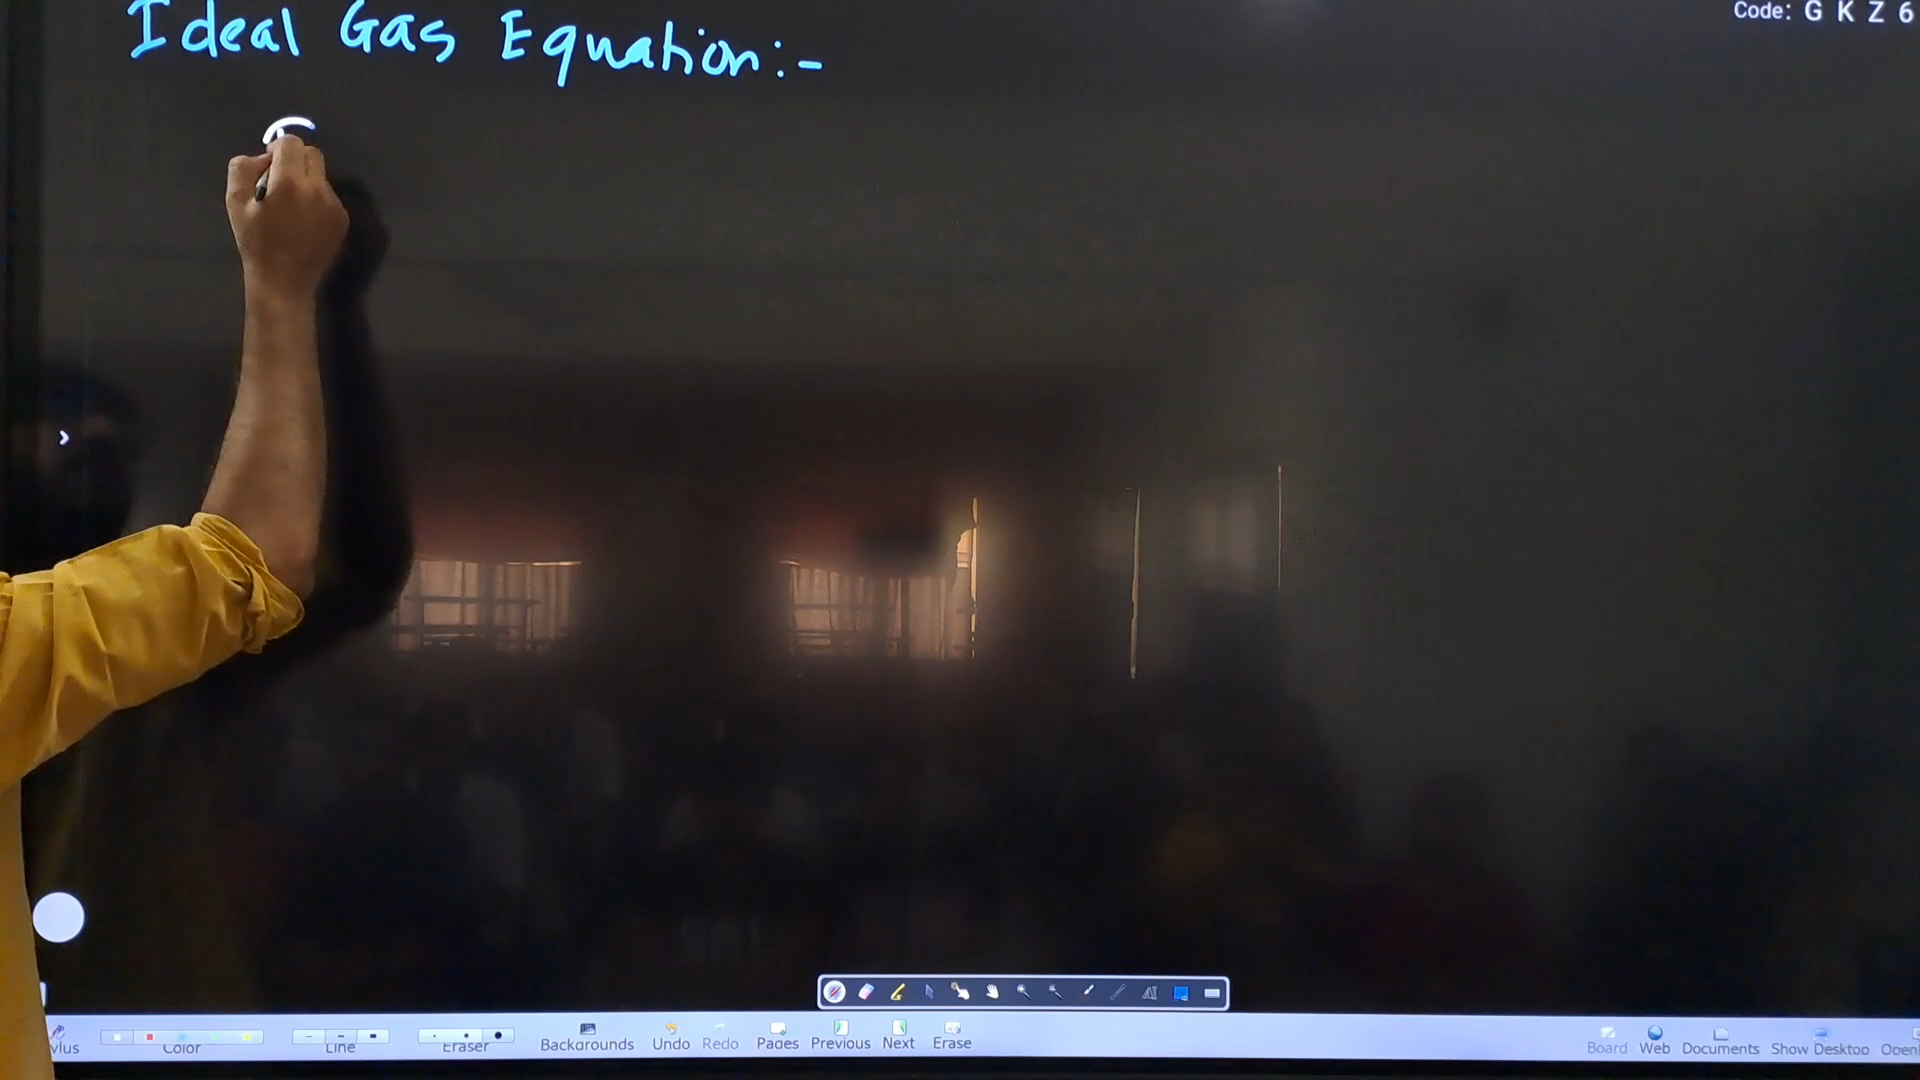 Code: G K Z 6
Ideal Gas Equation:-
Color
Line
Eraser
Backgrounds
Undo
Redo
Pages
Previous
Next
Erase
Board
Web
Documents
Show Desktop